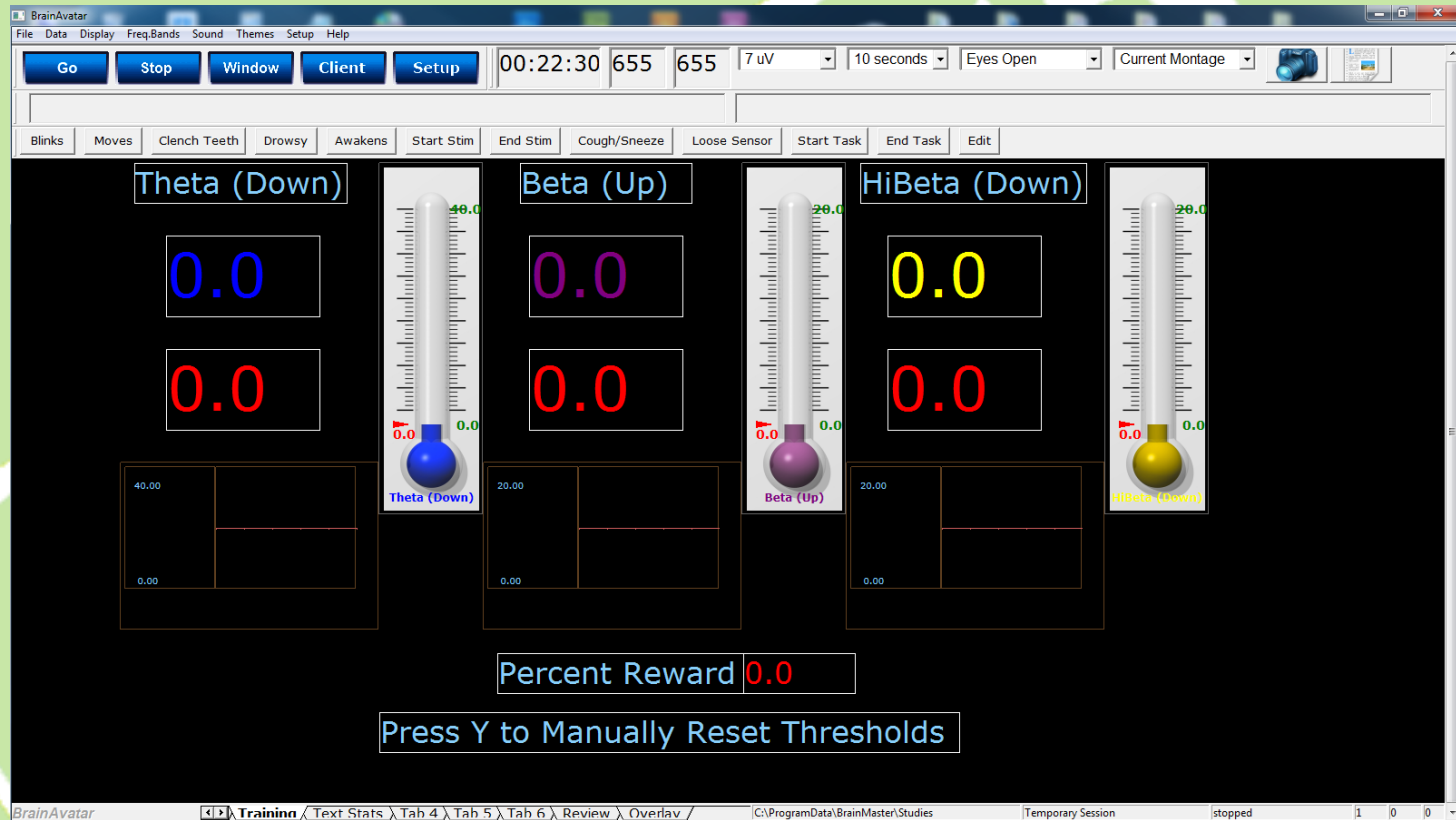 BrainAvatar
File Data Display Freq.Bands Sound Themes Setup Help
Go Stop Window Client Setup 00:22:30 655 655 7 uV 10 seconds Eyes Open Current Montage
Blinks Moves Clench Teeth Drowsy Awakens Start Stim End Stim Cough/Sneeze Loose Sensor Start Task End Task Edit
Theta (Down) Beta (Up) HiBeta (Down)
40.0 20.0 20.0
0.0 0.0 0.0
0.0 0.0 0.0
0.0 0.0 0.0
0.0 0.0 0.0
Theta (Down) Beta (Up) HiBeta (Down)
40.00 20.00 20.00
0.00 0.00 0.00
Percent Reward 0.0
Press Y to Manually Reset Thresholds
BrainAvatar Training Text Stats Tab 4 Tab 5 Tab 6 Review Overlay C:\ProgramData\BrainMaster\Studies Temporary Session stopped 1 0 0